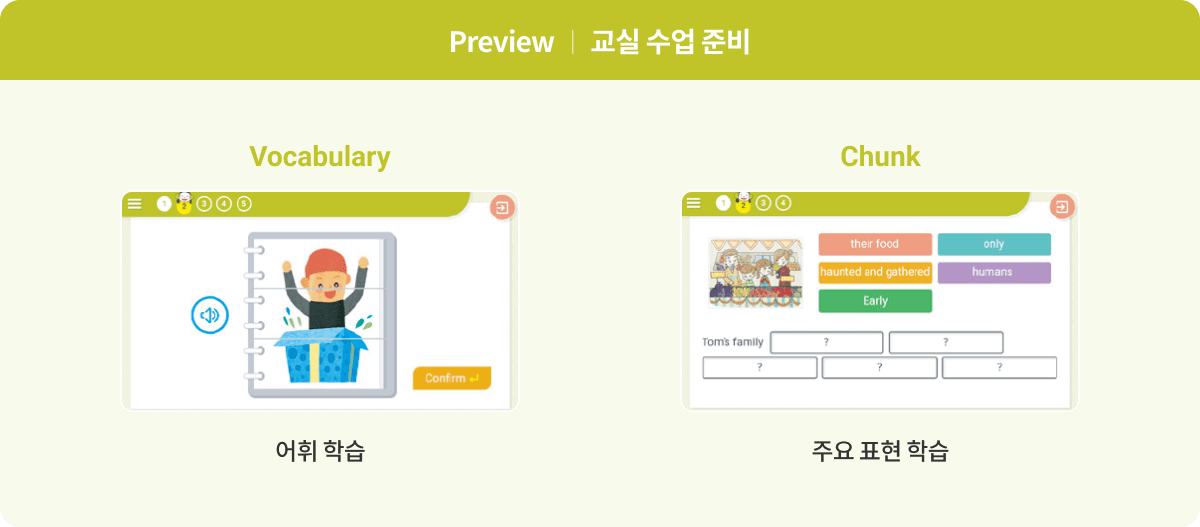 Preview | 교실 수업 준비
Vocabulary
Chunk
1 2 3 4 5
Confirm
어휘 학습
1 2 3 4
their food
only
haunted and gathered
humans
Early
Tom's family ? ?
? ? ?
주요 표현 학습